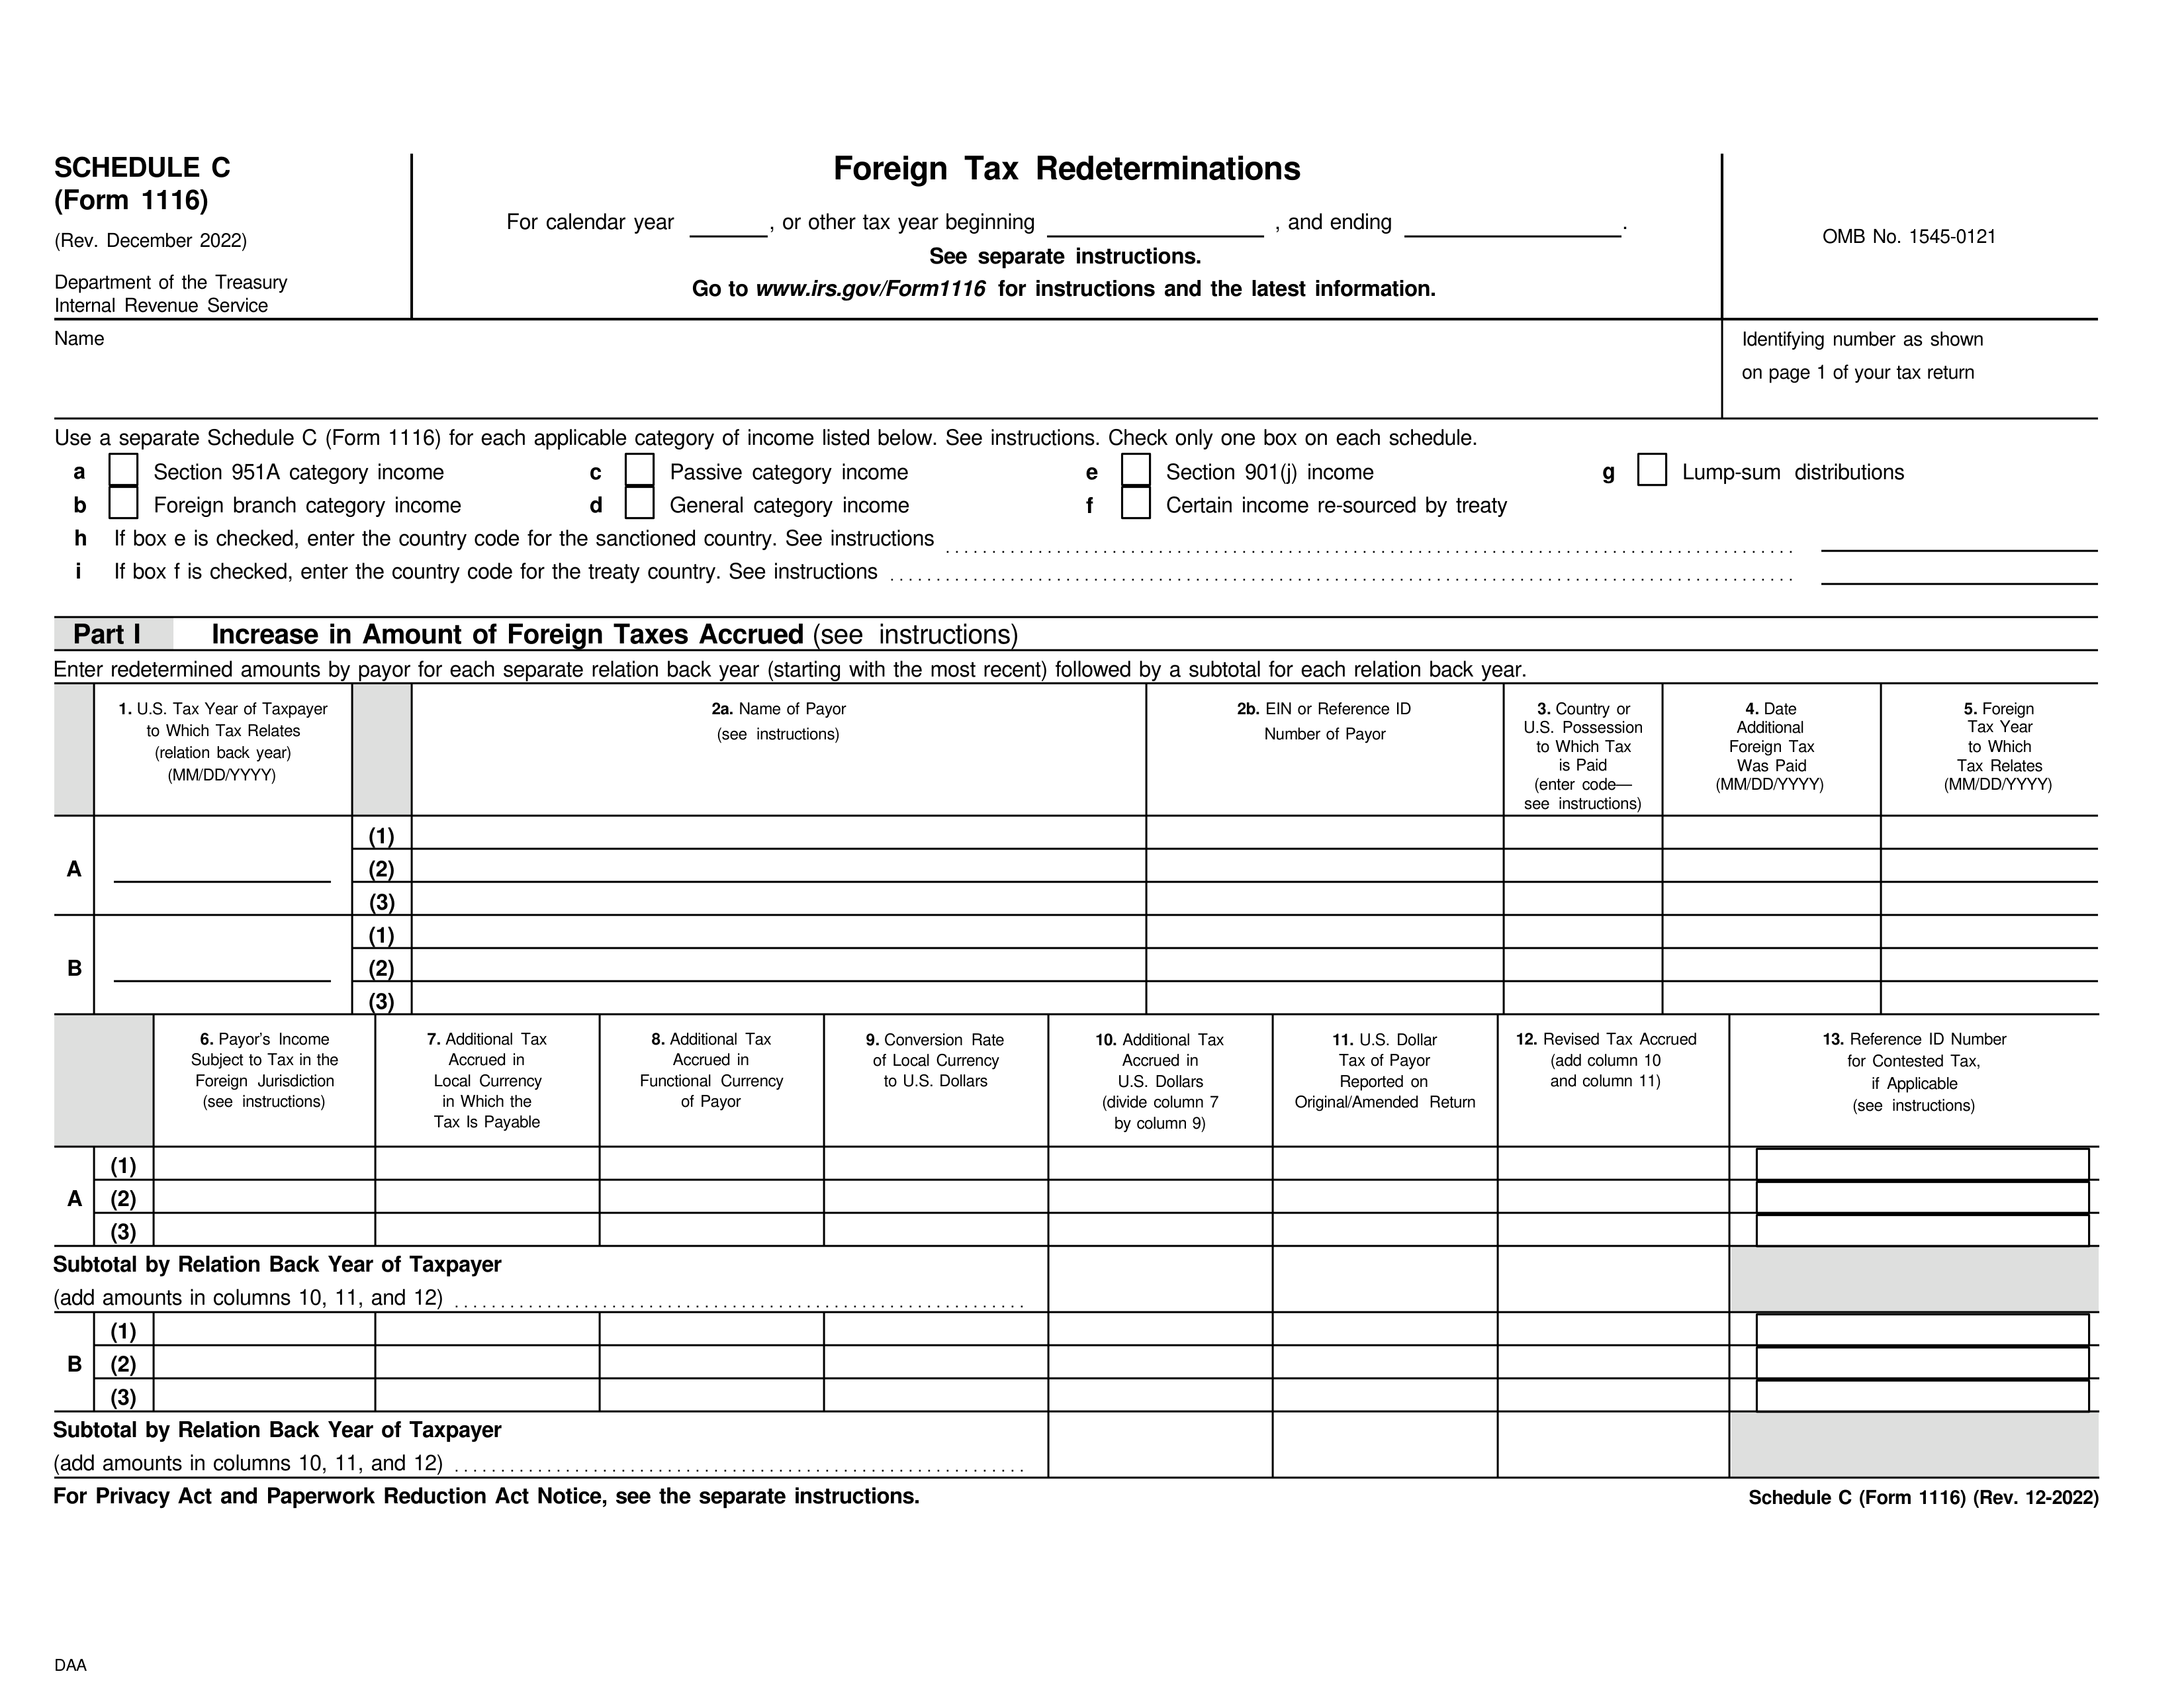 SCHEDULE C
(Form 1116)
(Rev. December 2022)
Department of the Treasury
Internal Revenue Service
Foreign Tax Redeterminations
For calendar year ______, or other tax year beginning ______________ , and ending ______________.
See separate instructions.
Go to www.irs.gov/Form1116 for instructions and the latest information.
OMB No. 1545-0121
Name
Identifying number as shown
on page 1 of your tax return
Use a separate Schedule C (Form 1116) for each applicable category of income listed below. See instructions. Check only one box on each schedule.
a Section 951A category income c Passive category income e Section 901(j) income g Lump-sum distributions
b Foreign branch category income d General category income f Certain income re-sourced by treaty
h If box e is checked, enter the country code for the sanctioned country. See instructions
i If box f is checked, enter the country code for the treaty country. See instructions
Part I Increase in Amount of Foreign Taxes Accrued (see instructions)
Enter redetermined amounts by payor for each separate relation back year (starting with the most recent) followed by a subtotal for each relation back year.
1. U.S. Tax Year of Taxpayer
to Which Tax Relates
(relation back year)
(MM/DD/YYYY)
2a. Name of Payor
(see instructions)
2b. EIN or Reference ID
Number of Payor
3. Country or
U.S. Possession
to Which Tax
is Paid
(enter code—
see instructions)
4. Date
Additional
Foreign Tax
Was Paid
(MM/DD/YYYY)
5. Foreign
Tax Year
to Which
Tax Relates
(MM/DD/YYYY)
A
(1)
(2)
(3)
B
(1)
(2)
(3)
6. Payor's Income
Subject to Tax in the
Foreign Jurisdiction
(see instructions)
7. Additional Tax
Accrued in
Local Currency
in Which the
Tax Is Payable
8. Additional Tax
Accrued in
Functional Currency
of Payor
9. Conversion Rate
of Local Currency
to U.S. Dollars
10. Additional Tax
Accrued in
U.S. Dollars
(divide column 7
by column 9)
11. U.S. Dollar
Tax of Payor
Reported on
Original/Amended Return
12. Revised Tax Accrued
(add column 10
and column 11)
13. Reference ID Number
for Contested Tax,
if Applicable
(see instructions)
A
(1)
(2)
(3)
Subtotal by Relation Back Year of Taxpayer
(add amounts in columns 10, 11, and 12)
B
(1)
(2)
(3)
Subtotal by Relation Back Year of Taxpayer
(add amounts in columns 10, 11, and 12)
For Privacy Act and Paperwork Reduction Act Notice, see the separate instructions.
Schedule C (Form 1116) (Rev. 12-2022)
DAA